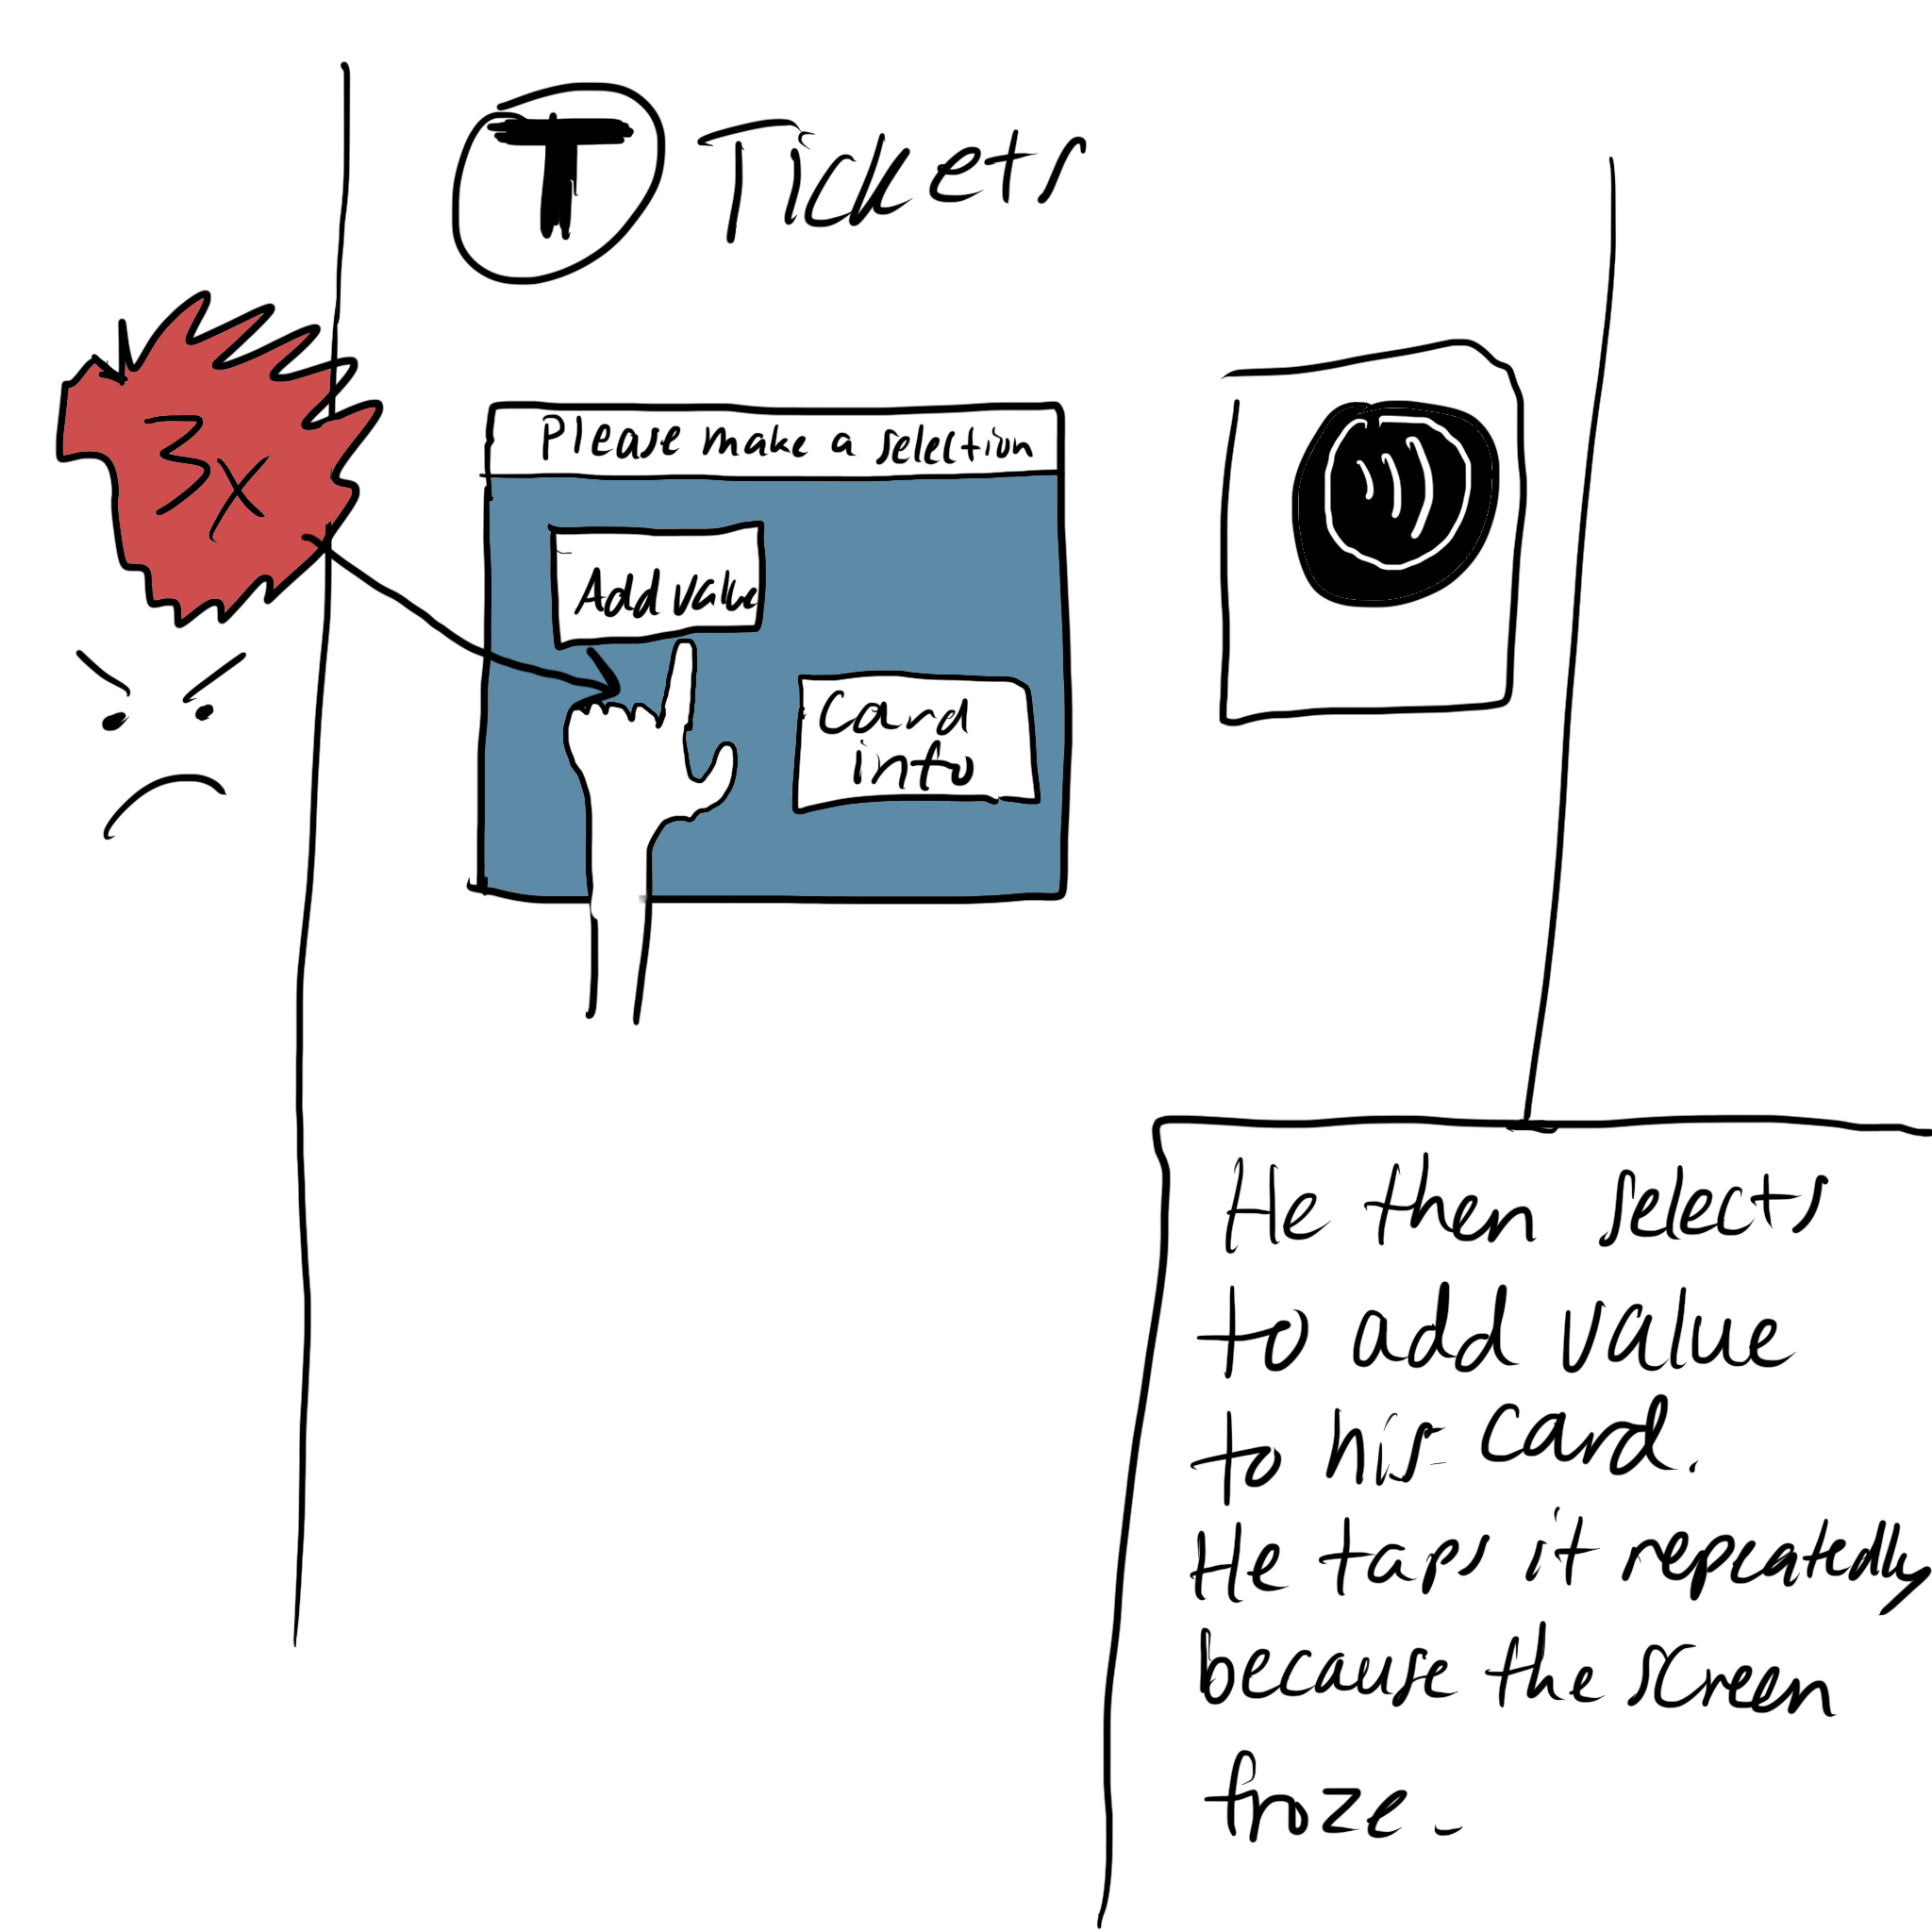 T Tickets
3X
Please make a selection
Add value
Card
info
He then selects
to add value
to his card.
He taps it repeatedly
because the screen
froze.